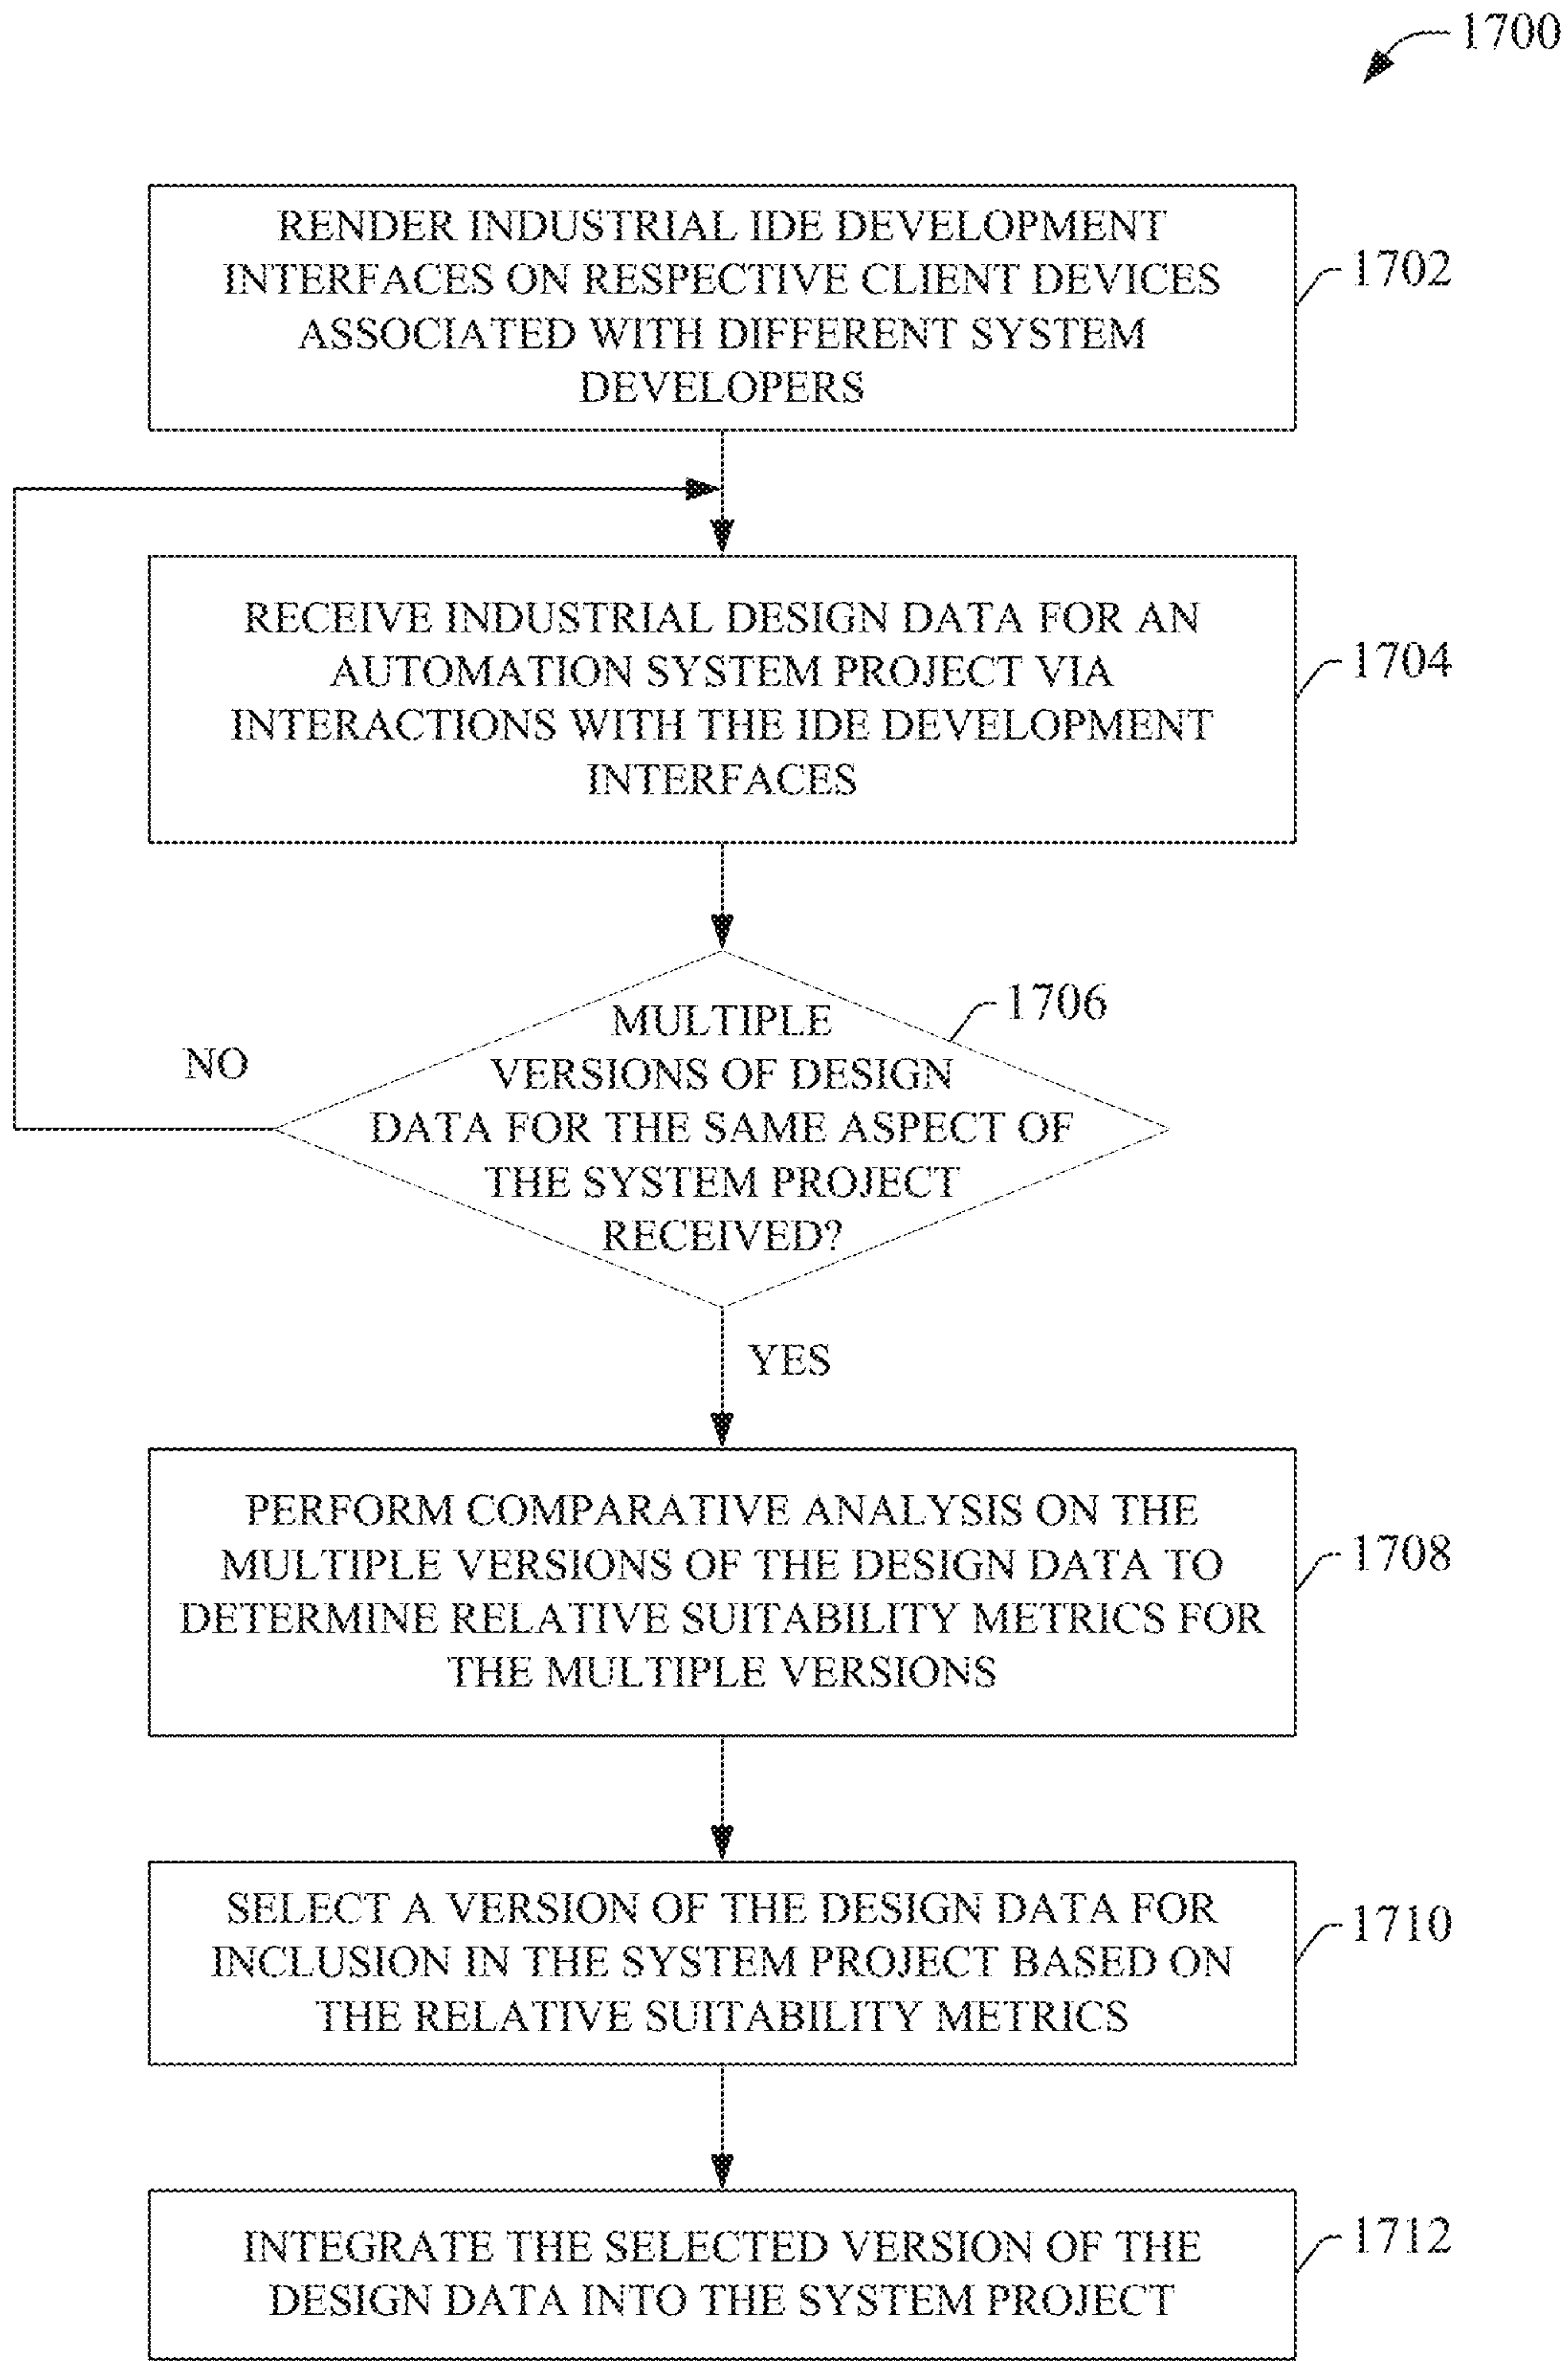 1700
RENDER INDUSTRIAL IDE DEVELOPMENT
INTERFACES ON RESPECTIVE CLIENT DEVICES
ASSOCIATED WITH DIFFERENT SYSTEM
DEVELOPERS
1702
RECEIVE INDUSTRIAL DESIGN DATA FOR AN
AUTOMATION SYSTEM PROJECT VIA
INTERACTIONS WITH THE IDE DEVELOPMENT
INTERFACES
1704
MULTIPLE
VERSIONS OF DESIGN
DATA FOR THE SAME ASPECT OF
THE SYSTEM PROJECT
RECEIVED?
1706
NO
YES
PERFORM COMPARATIVE ANALYSIS ON THE
MULTIPLE VERSIONS OF THE DESIGN DATA TO
DETERMINE RELATIVE SUITABILITY METRICS FOR
THE MULTIPLE VERSIONS
1708
SELECT A VERSION OF THE DESIGN DATA FOR
INCLUSION IN THE SYSTEM PROJECT BASED ON
THE RELATIVE SUITABILITY METRICS
1710
INTEGRATE THE SELECTED VERSION OF THE
DESIGN DATA INTO THE SYSTEM PROJECT
1712